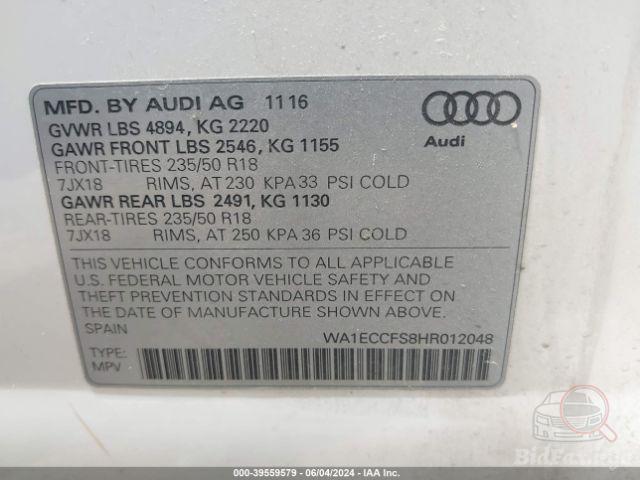 MFD. BY AUDI AG 11 16
GVWR LBS 4894, KG 2220
GAWR FRONT LBS 2546, KG 1155
FRONT-TIRES 235/50 R18
7JX18 RIMS, AT 230 KPA 33 PSI COLD
GAWR REAR LBS 2491, KG 1130
REAR-TIRES 235/50 R18
7JX18 RIMS, AT 250 KPA 36 PSI COLD
Audi
THIS VEHICLE CONFORMS TO ALL APPLICABLE
U.S. FEDERAL MOTOR VEHICLE SAFETY AND
THEFT PREVENTION STANDARDS IN EFFECT ON
THE DATE OF MANUFACTURE SHOWN ABOVE.
SPAIN WA1ECCFS8HR012048
TYPE:
MPV
000-39559579 - 06/04/2024 - IAA Inc.